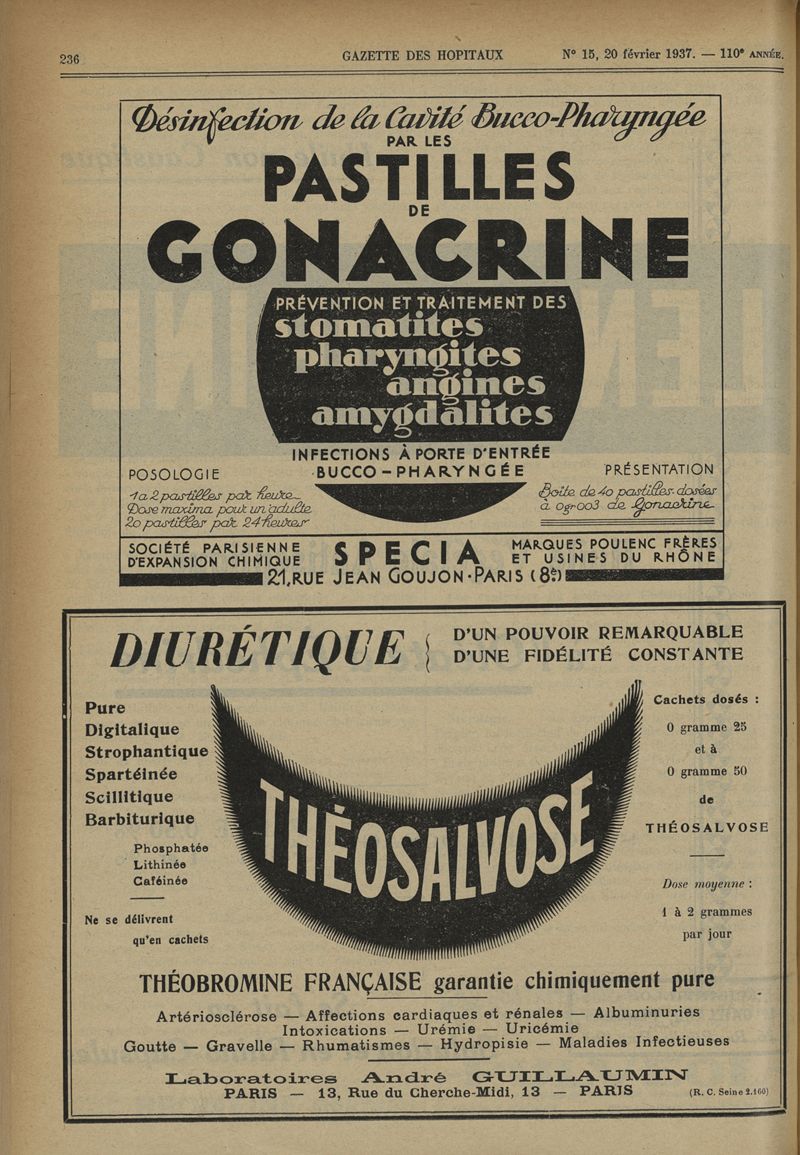 236
GAZETTE DES HOPITAUX
N° 15, 20 février 1937. — 110e ANNÉE.
Désinfection de la Cavité Bucco-Pharyngée
PAR LES
PASTILLES
DE
GONACRINE
PRÉVENTION ET TRAITEMENT DES
stomatites
pharyngites
angines
amygdalites
INFECTIONS À PORTE D'ENTRÉE
BUCCO-PHARYNGÉE
POSOLOGIE
1 à 2 pastilles par heure
Dose maxima pour un adulte
20 pastilles par 24 heures
PRÉSENTATION
Boîte de 40 pastilles dosées
à 0gr003 de Gonacrine
SOCIÉTÉ PARISIENNE
D'EXPANSION CHIMIQUE
SPECIA
MARQUES POULENC FRÈRES
ET USINES DU RHÔNE
21, RUE JEAN GOUJON·PARIS (8e)
DIURÉTIQUE
D'UN POUVOIR REMARQUABLE
D'UNE FIDÉLITÉ CONSTANTE
Pure
Digitalique
Strophantique
Spartéinée
Scillitique
Barbiturique
Phosphatée
Lithinée
Caféinée
Ne se délivrent
qu'en cachets
THÉOSALVOSE
Cachets dosés :
0 gramme 25
et à
0 gramme 50
de
THÉOSALVOSE
Dose moyenne :
1 à 2 grammes
par jour
THÉOBROMINE FRANÇAISE garantie chimiquement pure
Artériosclérose — Affections cardiaques et rénales — Albuminuries
Intoxications — Urémie — Uricémie
Goutte — Gravelle — Rhumatismes — Hydropisie — Maladies Infectieuses
Laboratoires André GUILLAUMIN
PARIS — 13, Rue du Cherche-Midi, 13 — PARIS
(R. C. Seine 2.160)